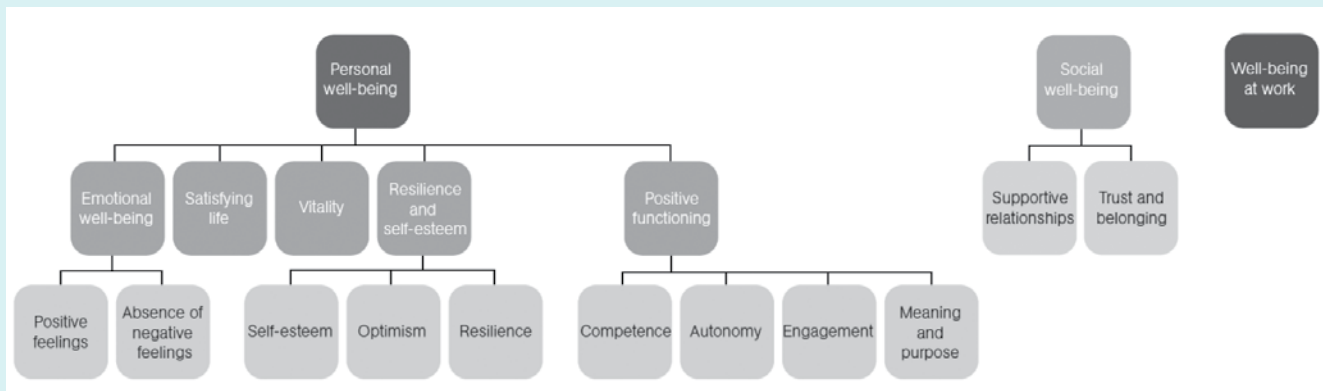 Personal
well-being
Social
well-being
Well-being
at work
Emotional
well-being
Satisfying
life
Vitality
Resilience
and
self-esteem
Positive
functioning
Supportive
relationships
Trust and
belonging
Positive
feelings
Absence of
negative
feelings
Self-esteem
Optimism
Resilience
Competence
Autonomy
Engagement
Meaning
and
purpose